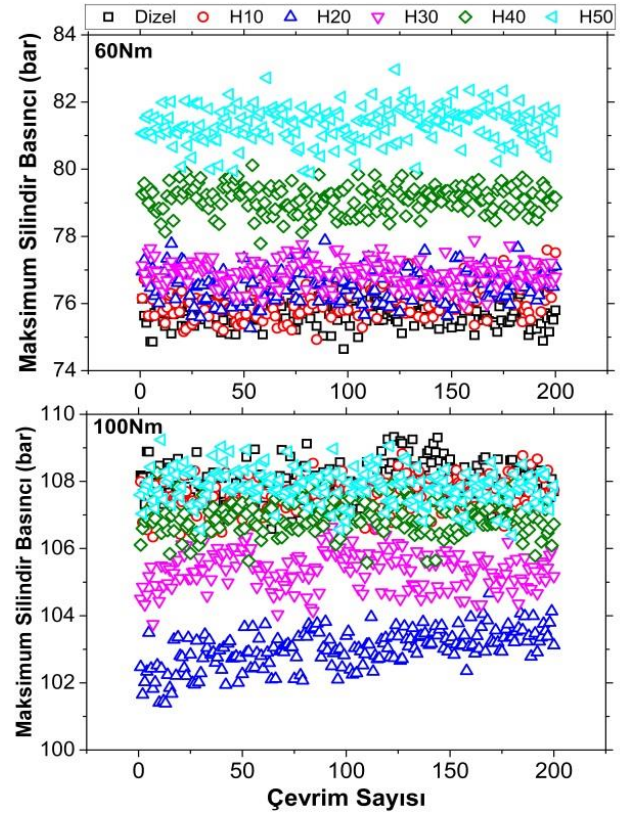 Dizel H10 H20 H30 H40 H50
60Nm
Maksimum Silindir Basıncı (bar)
84
82
80
78
76
74
0 50 100 150 200
100Nm
Maksimum Silindir Basıncı (bar)
110
108
106
104
102
100
0 50 100 150 200
Çevrim Sayısı